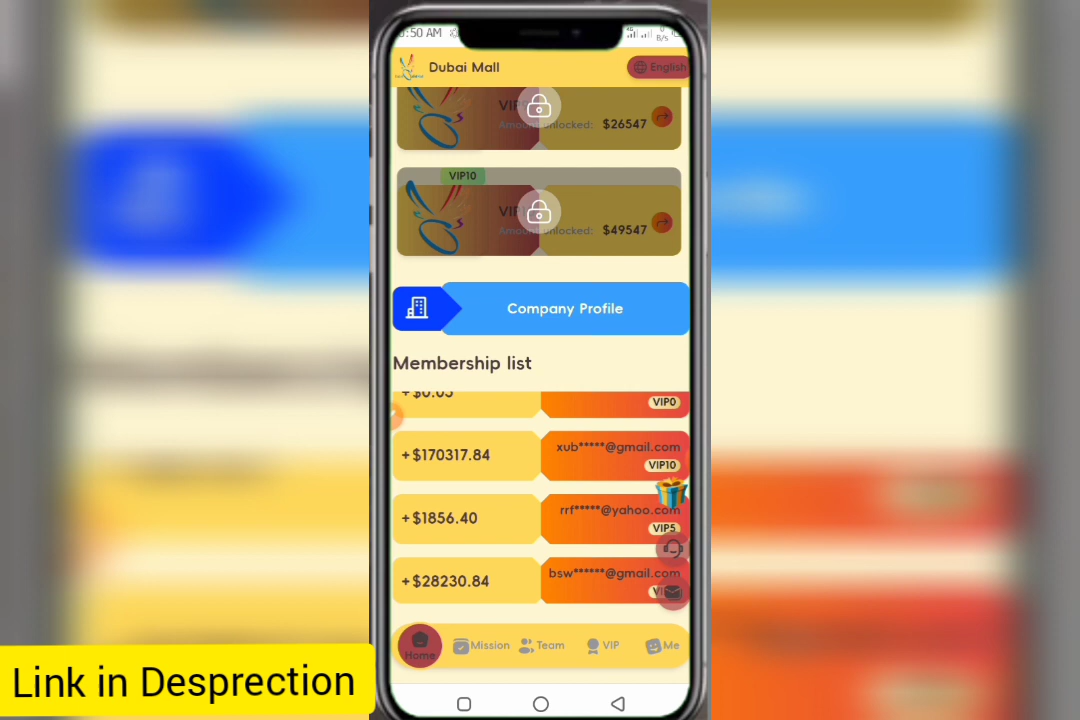 :50 AM
B/s
Dubai Mall
English
VIP
Amount unlocked: $26547
VIP10
VIP
Amount unlocked: $49547
Company Profile
Membership list
+$0.05
VIP0
+$170317.84
xub*****@gmail.com
VIP10
+$1856.40
rrf*****@yahoo.com
VIP5
+$28230.84
bsw******@gmail.com
Home
Mission
Team
VIP
Me
Link in Desprection